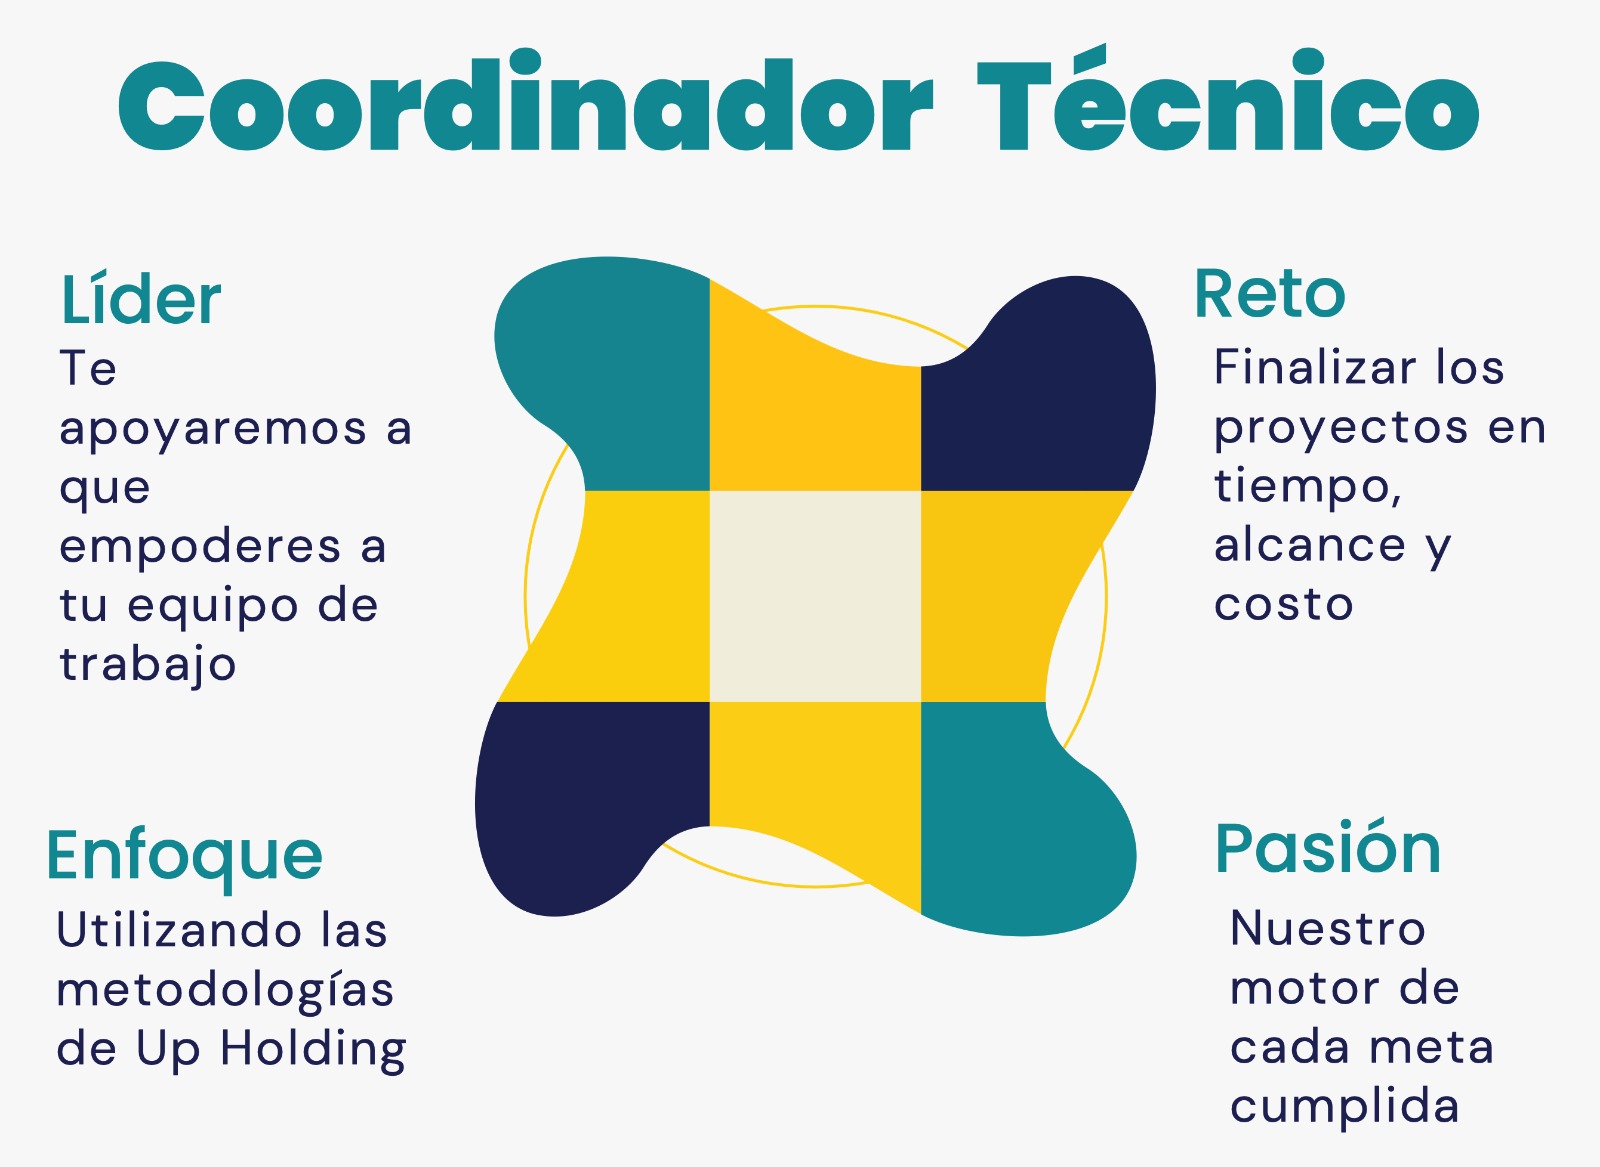 Coordinador Técnico
Líder
Te
apoyaremos a
que
empoderes a
tu equipo de
trabajo
Reto
Finalizar los
proyectos en
tiempo,
alcance y
costo
Enfoque
Utilizando las
metodologías
de Up Holding
Pasión
Nuestro
motor de
cada meta
cumplida